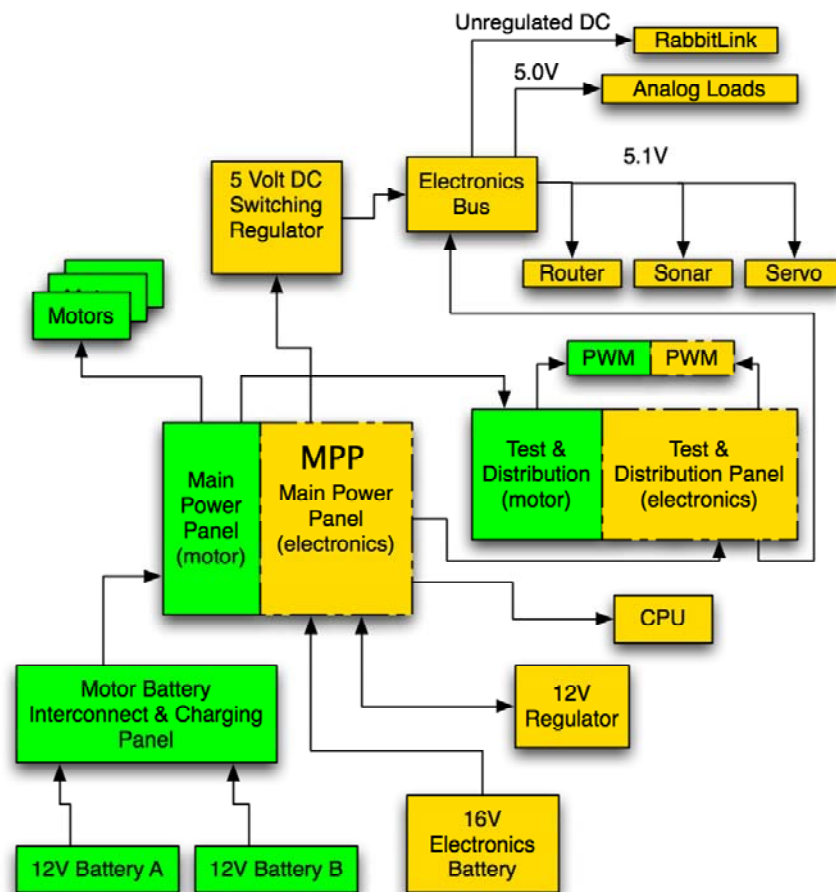 Unregulated DC
RabbitLink
5.0V
Analog Loads
5 Volt DC
Switching
Regulator
Electronics
Bus
5.1V
Router
Sonar
Servo
Motors
PWM
PWM
Main
Power
Panel
(motor)
MPP
Main Power
Panel
(electronics)
Test &
Distribution
(motor)
Test &
Distribution Panel
(electronics)
CPU
Motor Battery
Interconnect & Charging
Panel
12V
Regulator
16V
Electronics
Battery
12V Battery A
12V Battery B